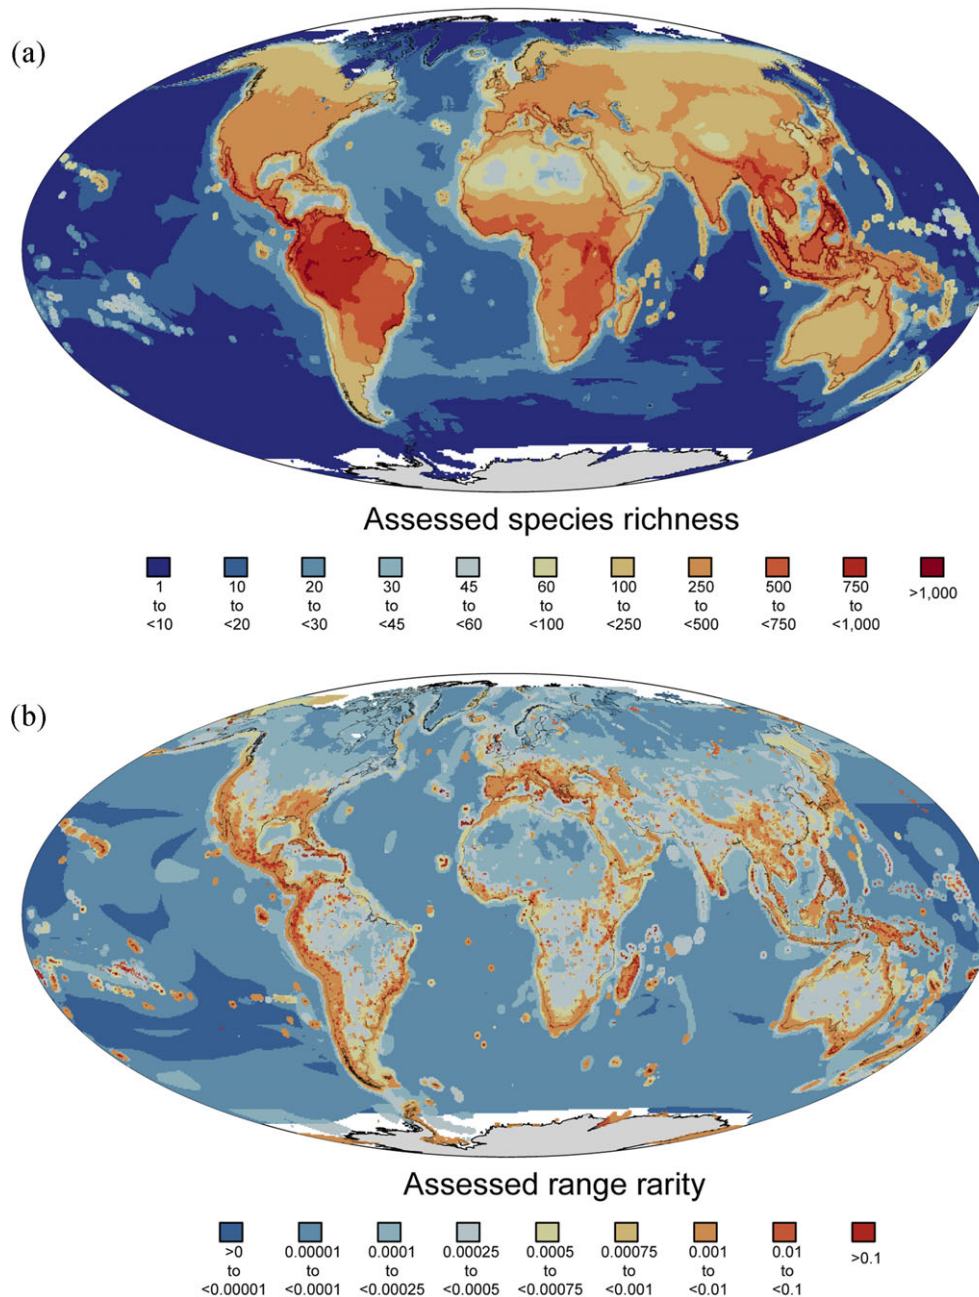 (a)
Assessed species richness
1 10 20 30 45 60 100 250 500 750 >1,000
to to to to to to to to to to
<10 <20 <30 <45 <60 <100 <250 <500 <750 <1,000
(b)
Assessed range rarity
>0 0.00001 0.0001 0.00025 0.0005 0.00075 0.001 0.01 >0.1
to to to to to to to to
<0.00001 <0.0001 <0.00025 <0.0005 <0.00075 <0.001 <0.01 <0.1